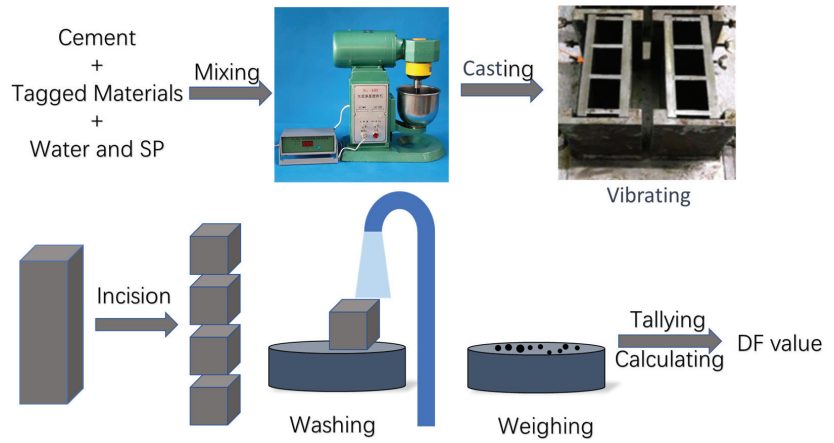 Cement
+
Tagged Materials
+
Water and SP
Mixing
Casting
Vibrating
Incision
Washing
Weighing
Tallying
Calculating
DF value